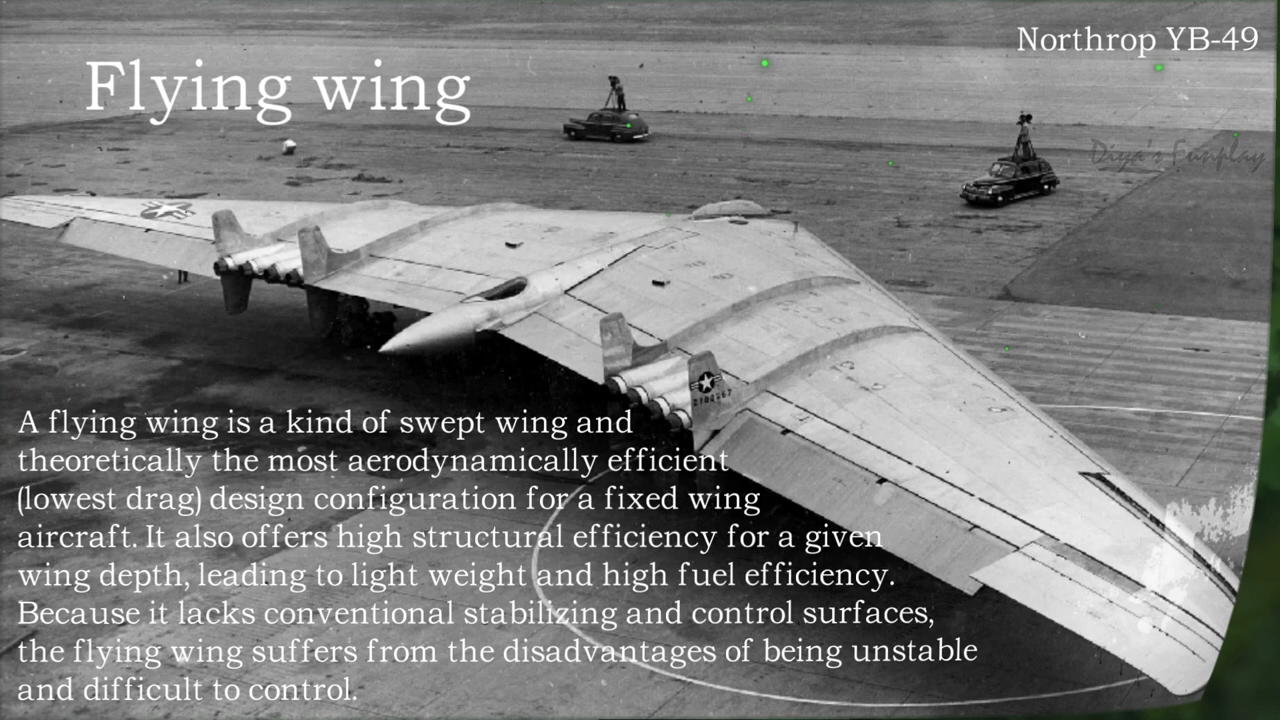 Northrop YB-49
Flying wing
Diya's Funplay
A flying wing is a kind of swept wing and
theoretically the most aerodynamically efficient
(lowest drag) design configuration for a fixed wing
aircraft. It also offers high structural efficiency for a given
wing depth, leading to light weight and high fuel efficiency.
Because it lacks conventional stabilizing and control surfaces,
the flying wing suffers from the disadvantages of being unstable
and difficult to control.